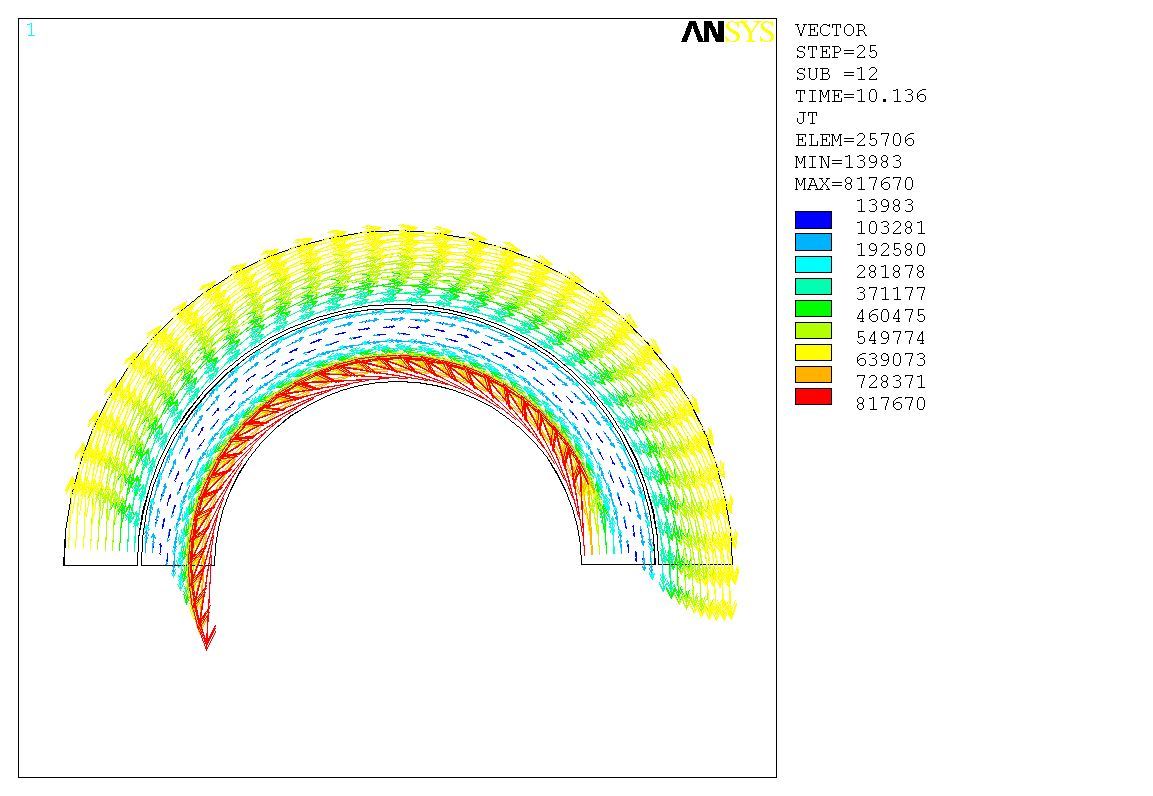 1
ANSYS
VECTOR
STEP=25
SUB =12
TIME=10.136
JT
ELEM=25706
MIN=13983
MAX=817670
13983
103281
192580
281878
371177
460475
549774
639073
728371
817670